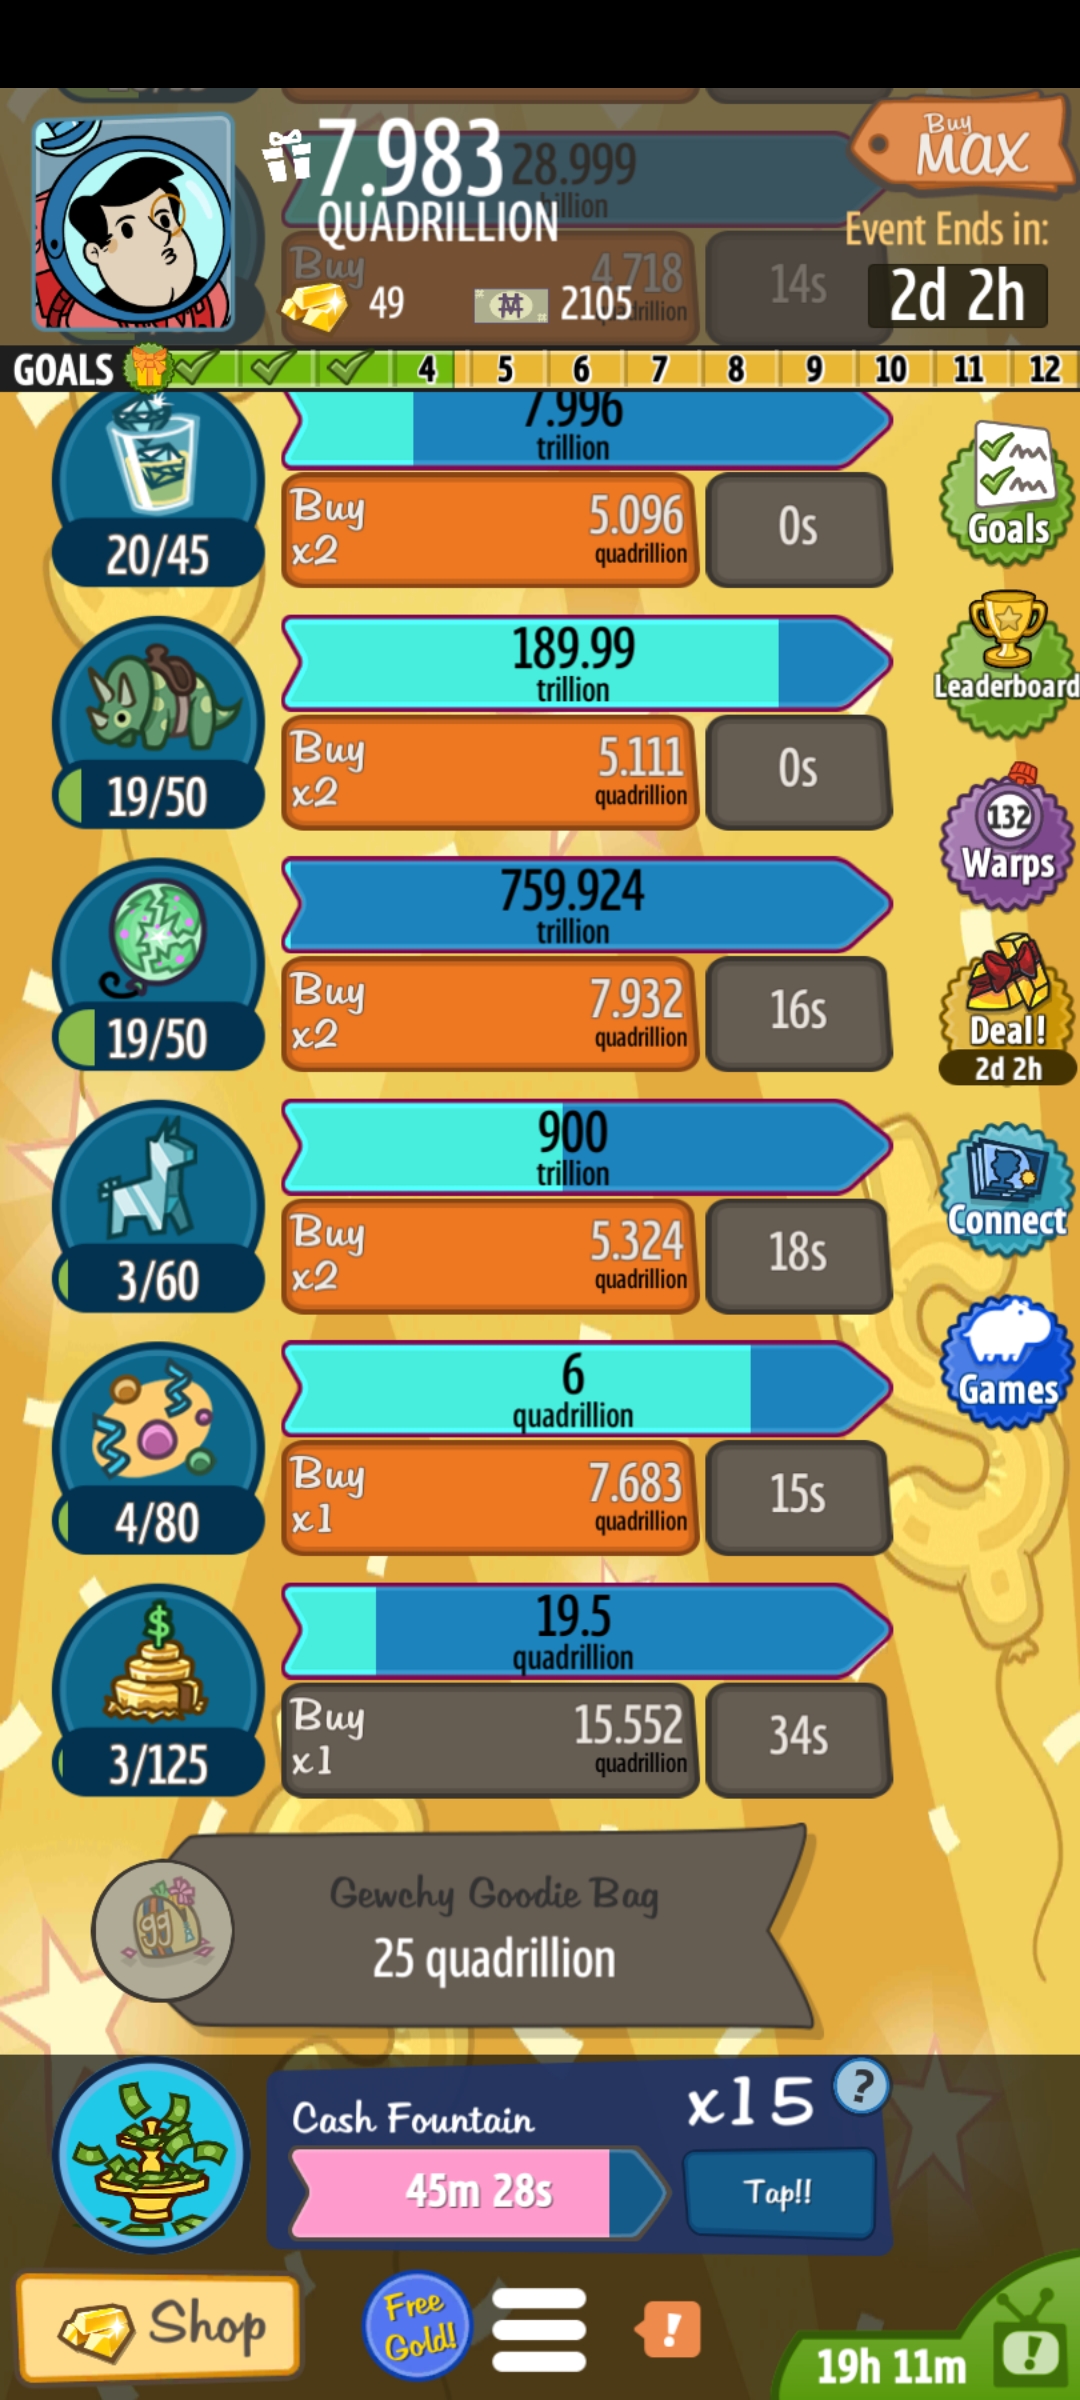 7.983
QUADRILLION
28.999
Buy
MAX
Event Ends in:
2d 2h
Buy
4.718
14s
49
2105
GOALS 4 5 6 7 8 9 10 11 12
7.996
trillion
Buy
x2
5.096
quadrillion
0s
20/45
Goals
189.99
trillion
Buy
x2
5.111
quadrillion
0s
19/50
Leaderboard
132
Warps
759.924
trillion
Buy
x2
7.932
quadrillion
16s
19/50
Deal!
2d 2h
900
trillion
Buy
x2
5.324
quadrillion
18s
3/60
Connect
6
quadrillion
Buy
x1
7.683
quadrillion
15s
4/80
Games
$
19.5
quadrillion
Buy
x1
15.552
quadrillion
34s
3/125
gg
Gewchy Goodie Bag
25 quadrillion
Cash Fountain
x15
?
45m 28s
Tap!!
Shop
Free
Gold!
!
19h 11m
!